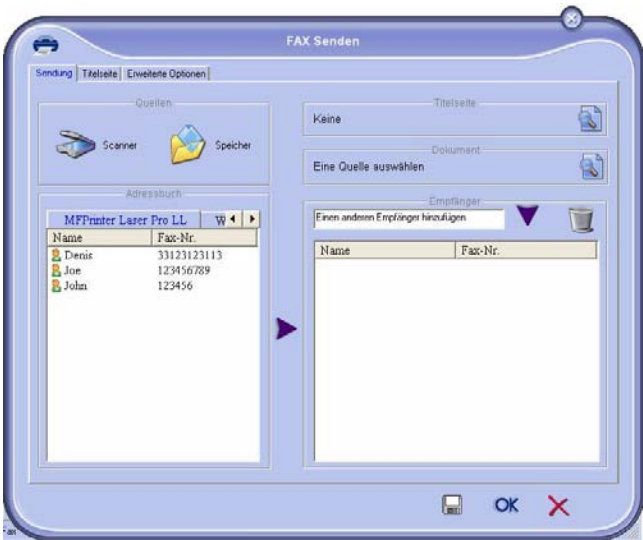 FAX Senden
Sendung Titelseite Erweiterte Optionen
Quellen
Scanner Speicher
Titelseite
Keine
Dokument
Eine Quelle auswählen
Adressbuch
MFPrinter Laser Pro LL W
Name Fax-Nr.
Denis 33123123113
Joe 123456789
John 123456
Empfänger
Einen anderen Empfänger hinzufügen
Name Fax-Nr.
OK
Fax